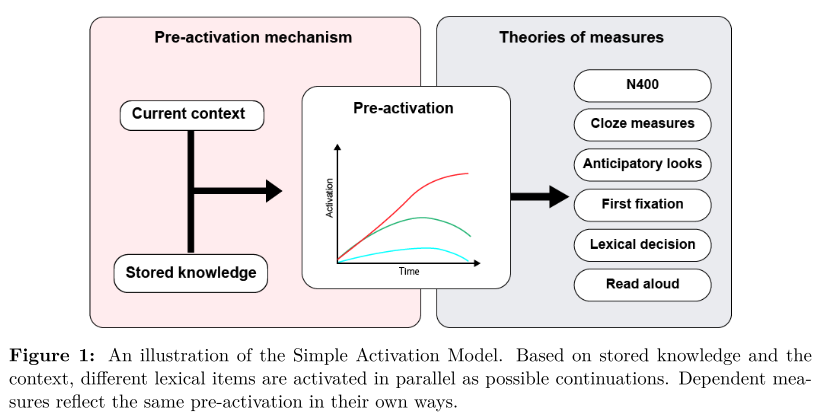 Pre-activation mechanism
Current context
Stored knowledge
Pre-activation
Activation
Time
Theories of measures
N400
Cloze measures
Anticipatory looks
First fixation
Lexical decision
Read aloud
Figure 1: An illustration of the Simple Activation Model. Based on stored knowledge and the
context, different lexical items are activated in parallel as possible continuations. Dependent mea-
sures reflect the same pre-activation in their own ways.